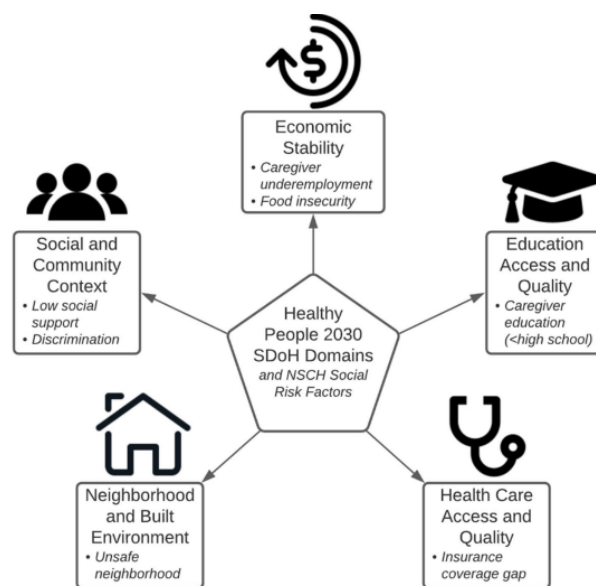 $
Economic
Stability
• Caregiver
underemployment
• Food insecurity
Social and
Community
Context
• Low social
support
• Discrimination
Education
Access and
Quality
• Caregiver
education
(<high school)
Healthy
People 2030
SDoH Domains
and NSCH Social
Risk Factors
Neighborhood
and Built
Environment
• Unsafe
neighborhood
Health Care
Access and
Quality
• Insurance
coverage gap